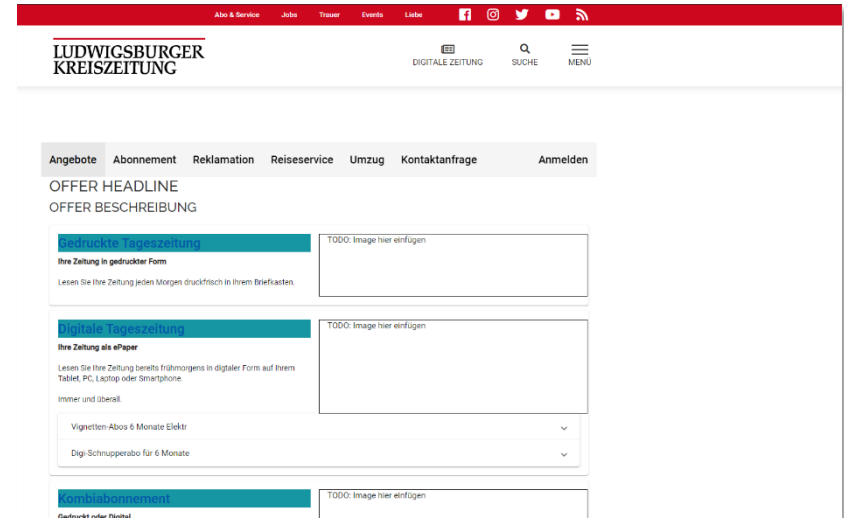 Abo & Service Jobs Trauer Events Liebe
LUDWIGSBURGER
KREISZEITUNG
DIGITALE ZEITUNG SUCHE MENÜ
Angebote Abonnement Reklamation Reiseservice Umzug Kontaktanfrage Anmelden
OFFER HEADLINE
OFFER BESCHREIBUNG
Gedruckte Tageszeitung
TODO: Image hier einfügen
Ihre Zeitung in gedruckter Form
Lesen Sie Ihre Zeitung jeden Morgen druckfrisch in Ihrem Briefkasten.
Digitale Tageszeitung
TODO: Image hier einfügen
Ihre Zeitung als ePaper
Lesen Sie Ihre Zeitung bereits frühmorgens in digtaler Form auf Ihrem
Tablet, PC, Laptop oder Smartphone.
Immer und überall.
Vignetten-Abos 6 Monate Elektr
Digi-Schnupperabo für 6 Monate
Kombiabonnement
TODO: Image hier einfügen
Gedruckt oder Digital